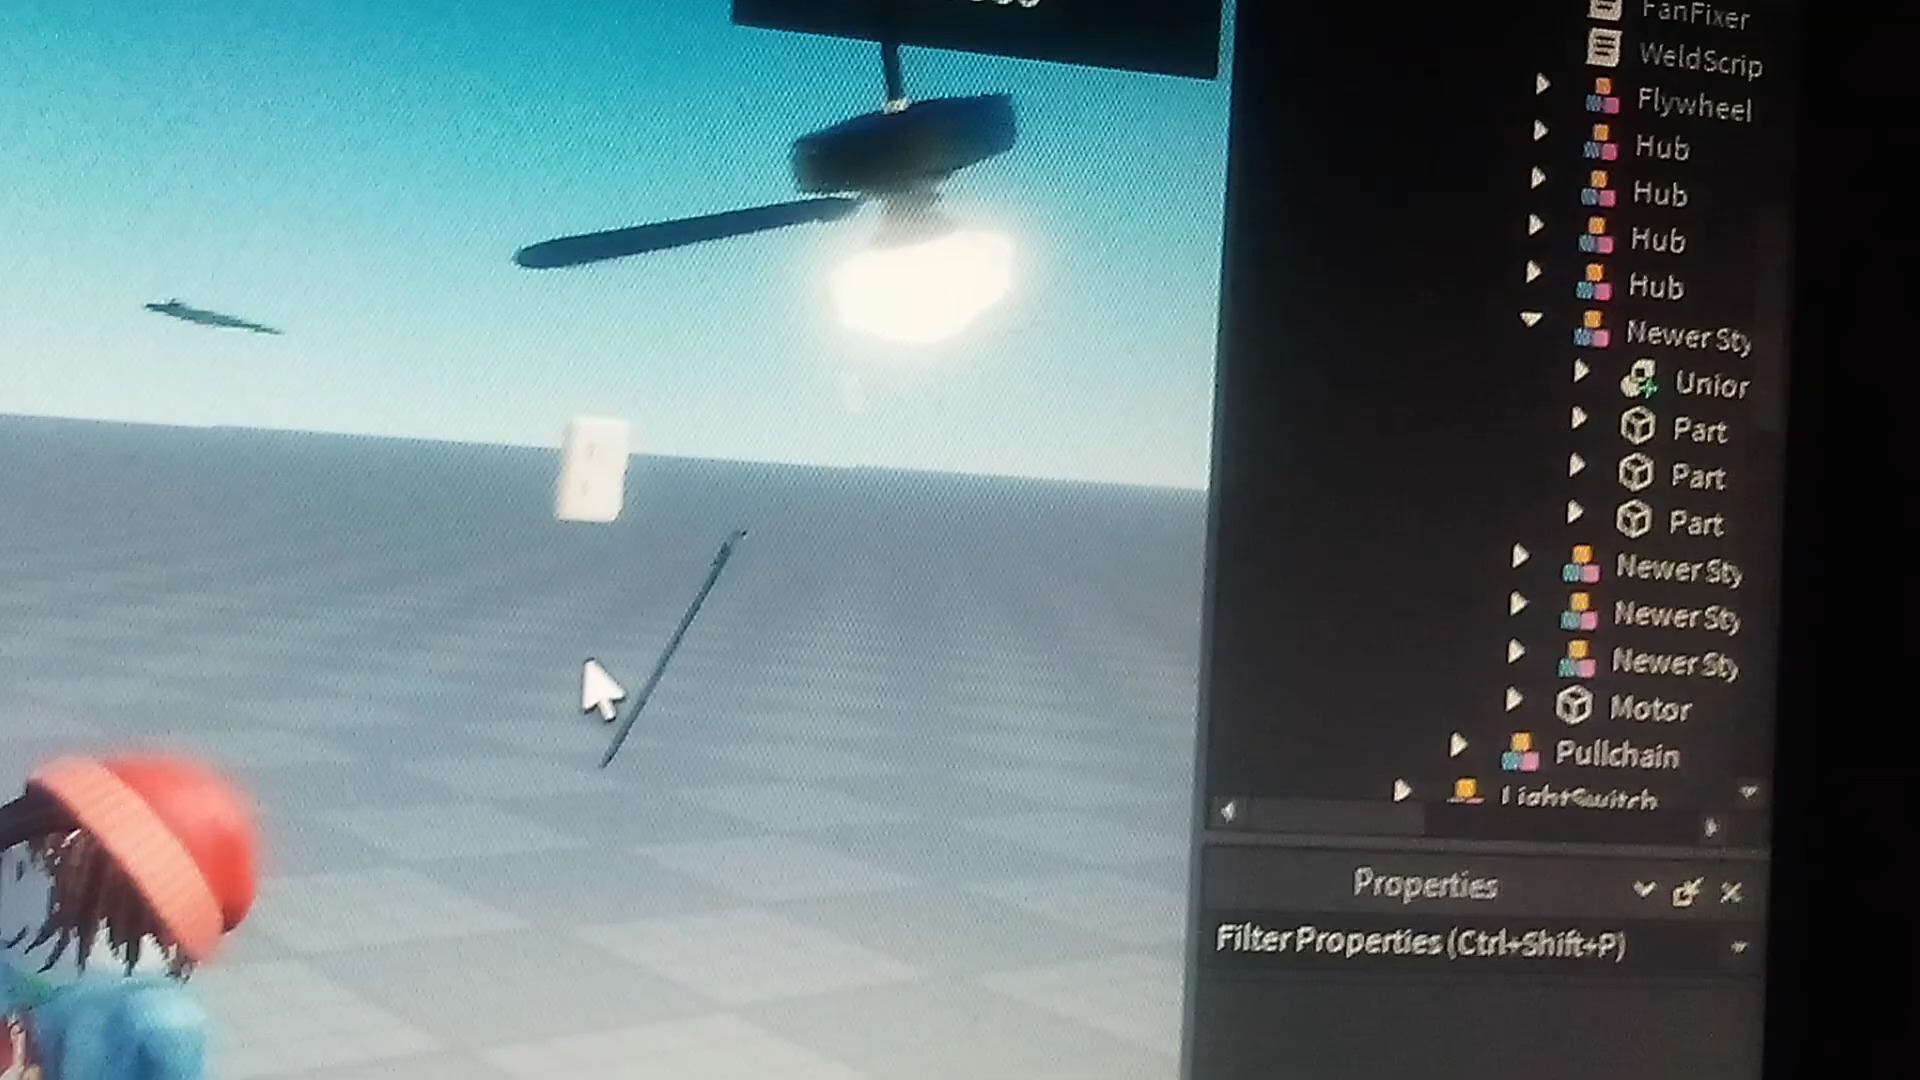 FanFixer
WeldScrip
Flywheel
Hub
Hub
Hub
Hub
Newer Sty
Unior
Part
Part
Part
Newer Sty
Newer Sty
Newer Sty
Motor
Pullchain
LightSwitch
Properties
Filter Properties (Ctrl+Shift+P)